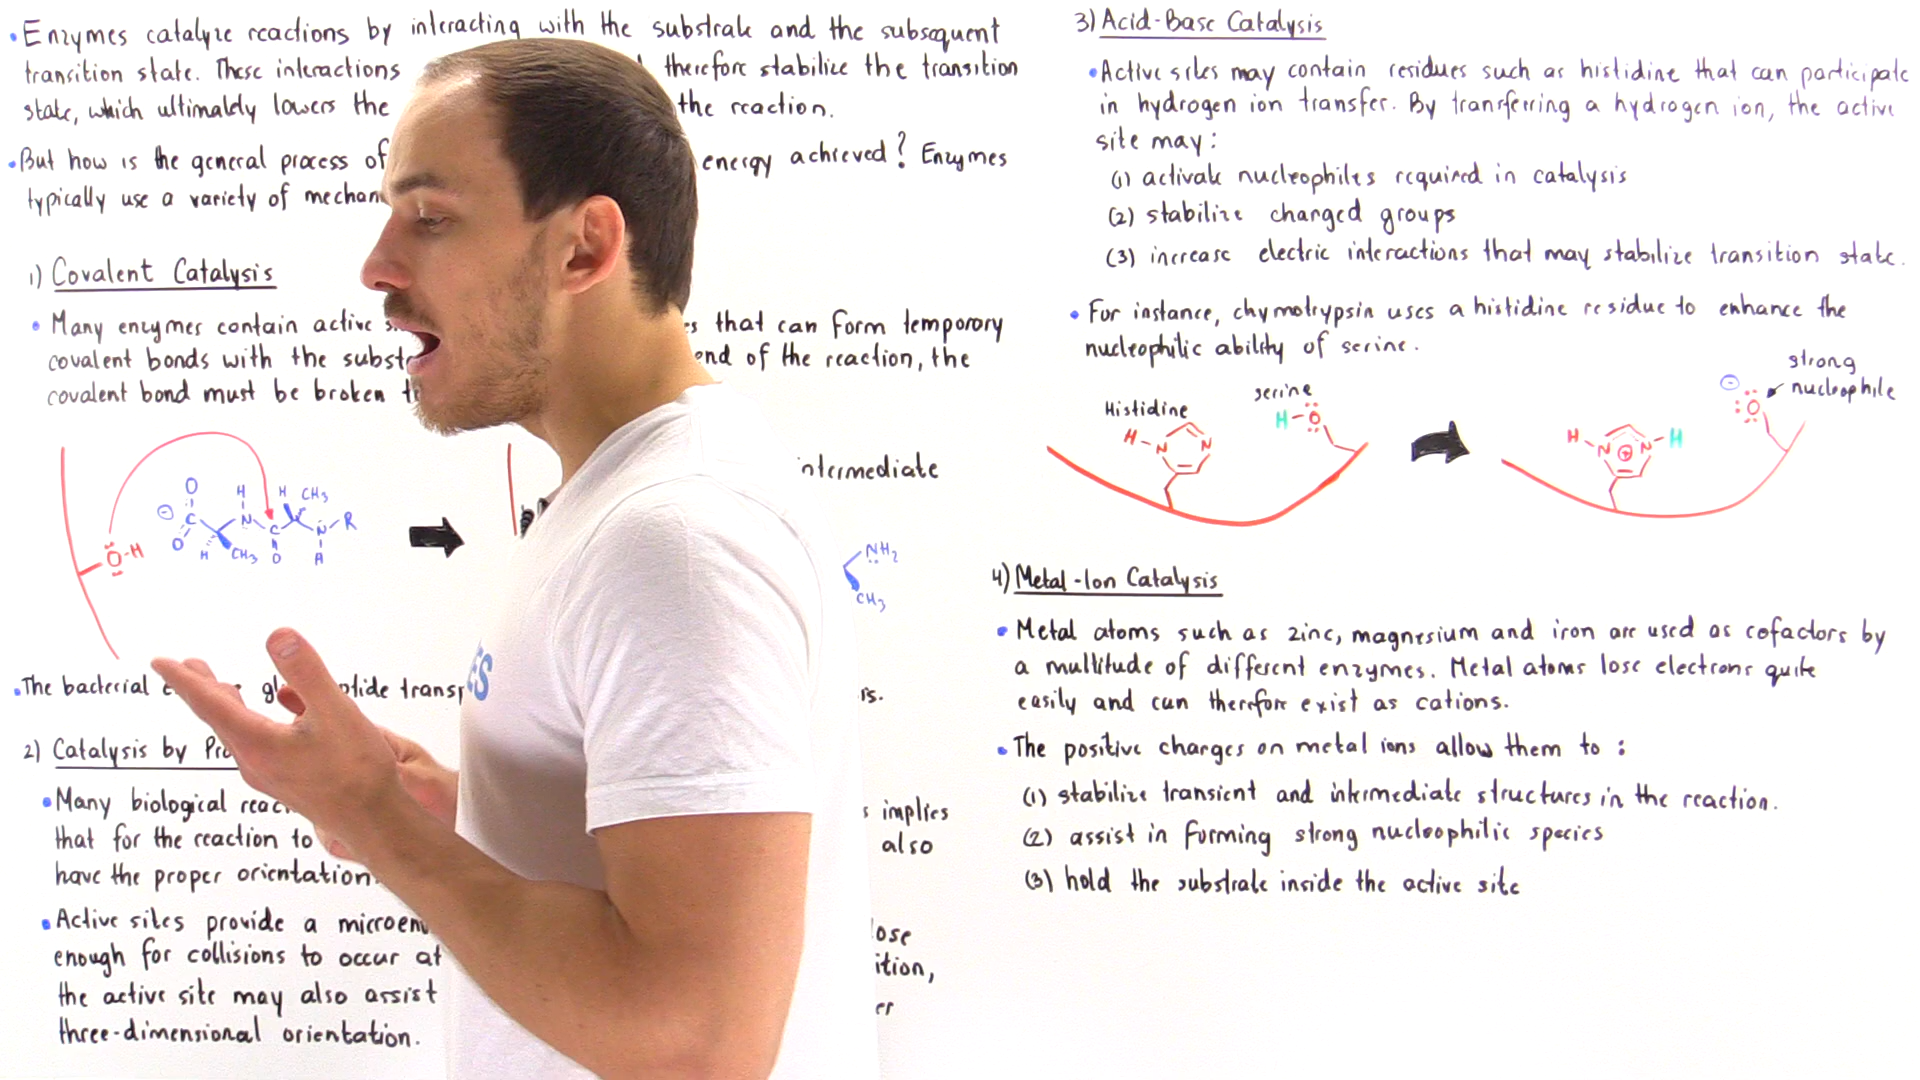 •Enzymes catalyze reactions by interacting with the substrate and the subsequent
transition state. These interactions therefore stabilize the transition
state, which ultimately lowers the the reaction.
•But how is the general process of energy achieved? Enzymes
typically use a variety of
1) Covalent Catalysis
• Many enzymes contain active that can form temporary
covalent bonds with the end of the reaction, the
covalent bond must be broken
intermediate
O
⊖ C
O
H
N
H CH3
C
O
N-R
H
H
CH3
Ö-H
NH2
CH3
•The bacterial
2) Catalysis by
•Many biological implies
that for the reaction to also
have the proper orientation.
•Active sites provide a
enough for collisions to occur at
the active site may also assist
three-dimensional orientation.
3) Acid-Base Catalysis
•Active sites may contain residues such as histidine that can participate
in hydrogen ion transfer. By transferring a hydrogen ion, the active
site may:
(1) activate nucleophiles required in catalysis
(2) stabilize charged groups
(3) increase electric interactions that may stabilize transition state.
• For instance, chymotrypsin uses a histidine residue to enhance the
nucleophilic ability of serine.
Histidine
serine
H-N
N
H-O
strong
nucleophile
⊖
O
H-N
⊕
N-H
4) Metal-Ion Catalysis
• Metal atoms such as zinc, magnesium and iron are used as cofactors by
a multitude of different enzymes. Metal atoms lose electrons quite
easily and can therefore exist as cations.
• The positive charges on metal ions allow them to :
(1) stabilize transient and intermediate structures in the reaction.
(2) assist in forming strong nucleophilic species
(3) hold the substrate inside the active site